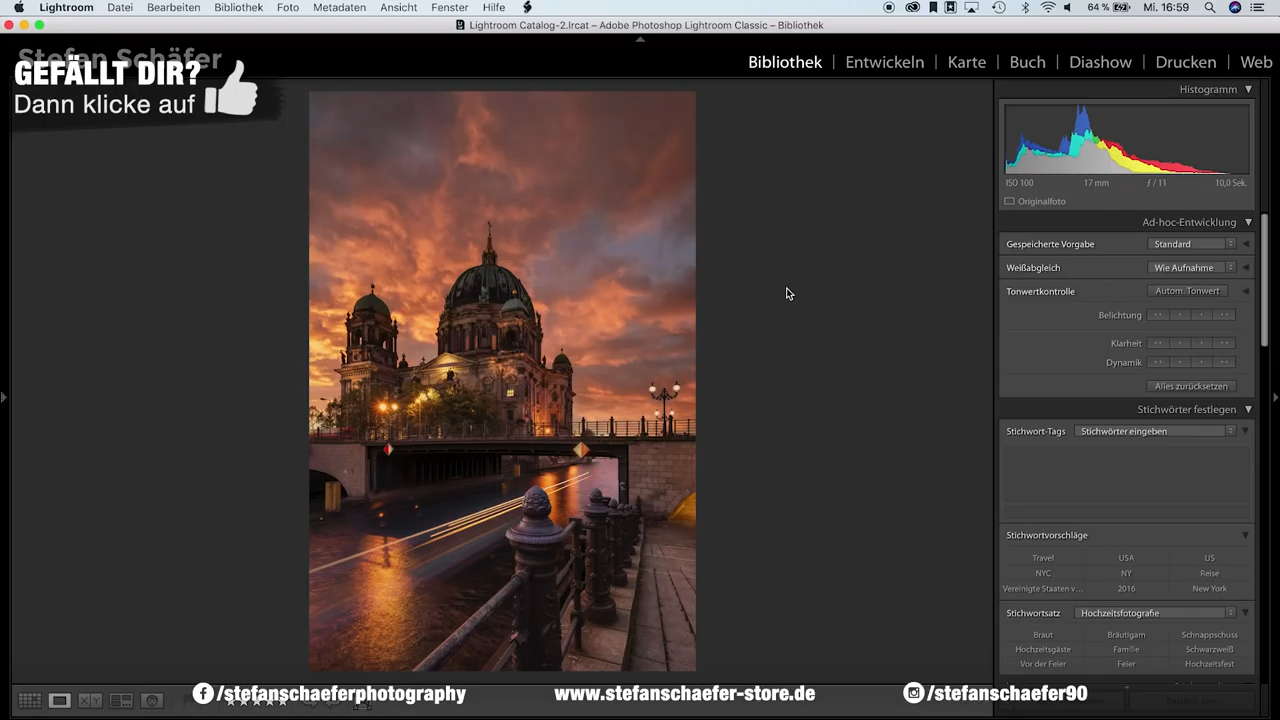 Lightroom Datei Bearbeiten Bibliothek Foto Metadaten Ansicht Fenster Hilfe 64 % Mi. 16:59
Lightroom Catalog-2.lrcat – Adobe Photoshop Lightroom Classic – Bibliothek
Stefan Schäfer
GEFÄLLT DIR?
Dann klicke auf
Bibliothek | Entwickeln | Karte | Buch | Diashow | Drucken | Web
Histogramm
ISO 100 17 mm ƒ / 11 10,0 Sek.
Originalfoto
Ad-hoc-Entwicklung
Gespeicherte Vorgabe Standard
Weißabgleich Wie Aufnahme
Tonwertkontrolle Autom. Tonwert
Belichtung
Klarheit
Dynamik
Alles zurücksetzen
Stichwörter festlegen
Stichwort-Tags Stichwörter eingeben
Stichwortvorschläge
Travel USA US
NYC NY Reise
Vereinigte Staaten v... 2016 New York
Stichwortsatz Hochzeitsfotografie
Braut Bräutigam Schnappschuss
Hochzeitsgäste Familie Schwarzweiß
Vor der Feier Feier Hochzeitsfest
/stefanschaeferphotography www.stefanschaefer-store.de /stefanschaefer90